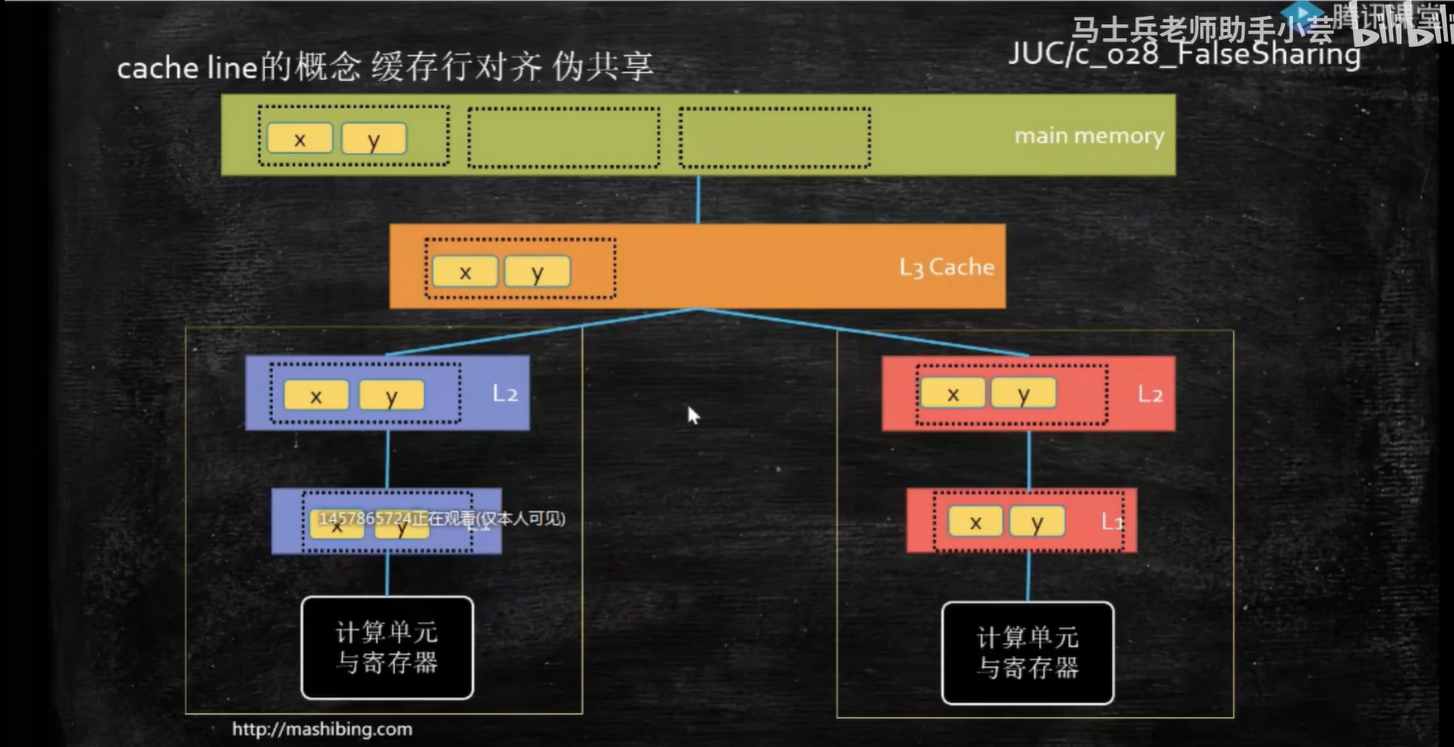 马士兵老师助手小芸
腾讯课堂
bilibili
cache line的概念 缓存行对齐 伪共享
JUC/c_028_FalseSharing
x y
main memory
x y
L3 Cache
x y
L2
x y
L2
1457865724正在观看(仅本人可见)
x y
L1
x y
L1
计算单元
与寄存器
计算单元
与寄存器
http://mashibing.com